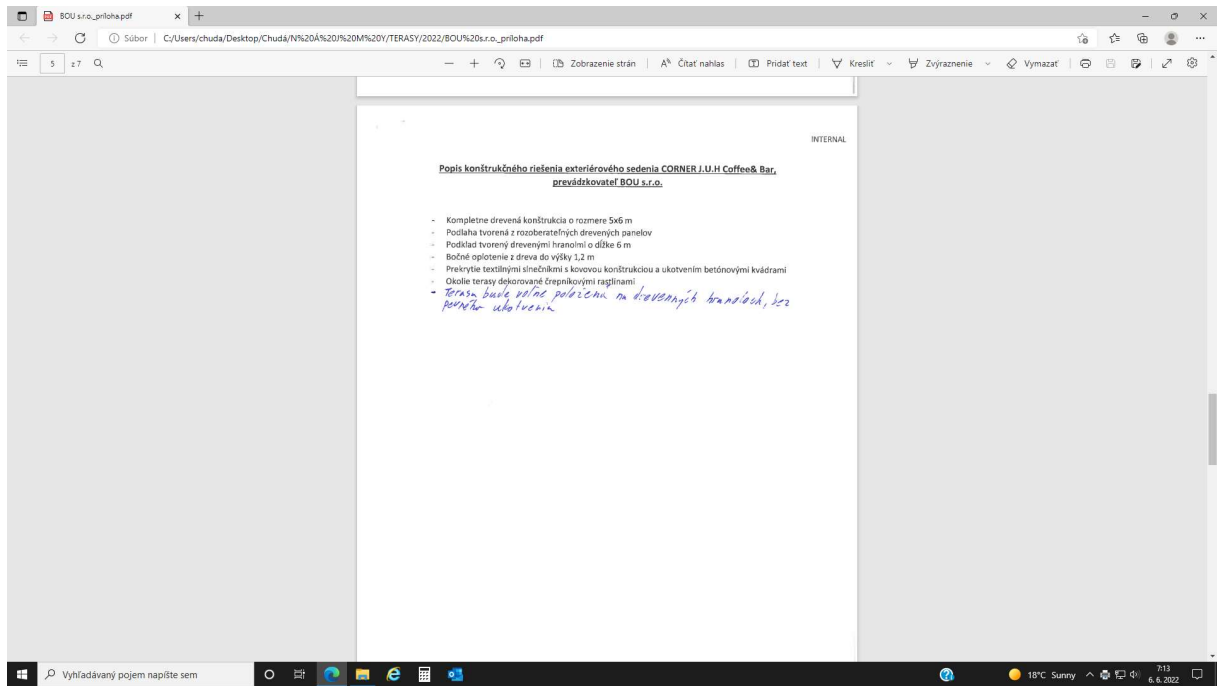 BOU s.r.o._príloha.pdf
Súbor C:/Users/chuda/Desktop/Chudá/N%20Á%20J%20M%20Y/TERASY/2022/BOU%20s.r.o._príloha.pdf
5 z 7 Zobrazenie strán Čítať nahlas Pridať text Kresliť Zvýraznenie Vymazať
INTERNAL
Popis konštrukčného riešenia exteriérového sedenia CORNER J.U.H Coffee& Bar,
prevádzkovateľ BOU s.r.o.
- Kompletne drevená konštrukcia o rozmere 5x6 m
- Podlaha tvorená z rozoberateľných drevených panelov
- Podklad tvorený drevenými hranolmi o dĺžke 6 m
- Bočné oplotenie z dreva do výšky 1,2 m
- Prekrytie textilnými slnečníkmi s kovovou konštrukciou a ukotvením betónovými kvádrami
- Okolie terasy dekorované črepníkovými rastlinami
- Terasa bude voľne položená na drevenných hranoloch, bez
pevného ukotvenia
Vyhľadávaný pojem napíšte sem
18°C Sunny
7:13
6. 6. 2022